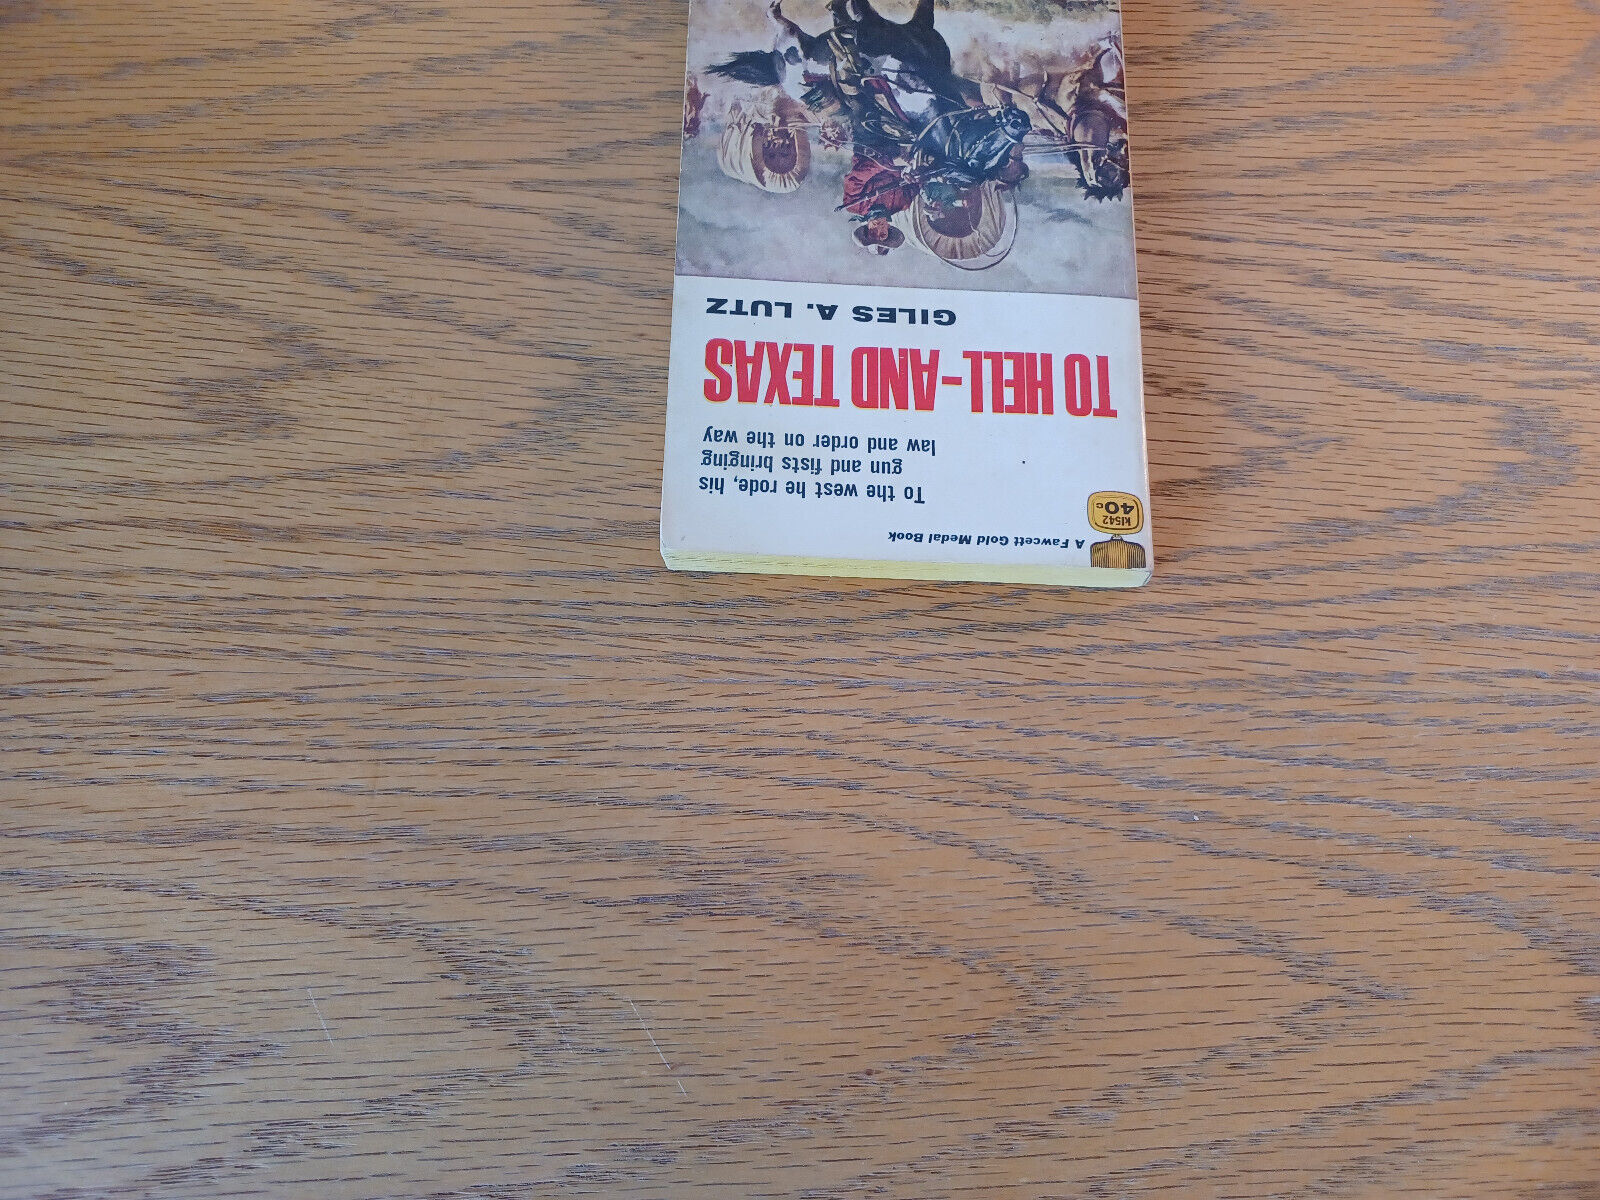 A Fawcett Gold Medal Book
k1542
40c
To the west he rode, his
gun and fists bringing
law and order on the way
TO HELL-AND TEXAS
GILES A. LUTZ